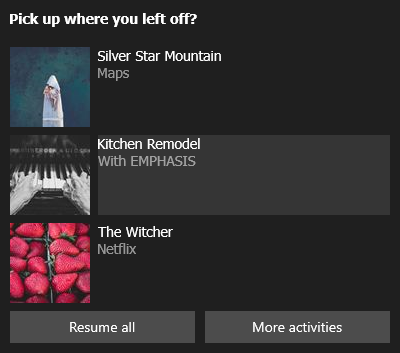 Pick up where you left off?
Silver Star Mountain
Maps
Kitchen Remodel
With EMPHASIS
The Witcher
Netflix
Resume all
More activities